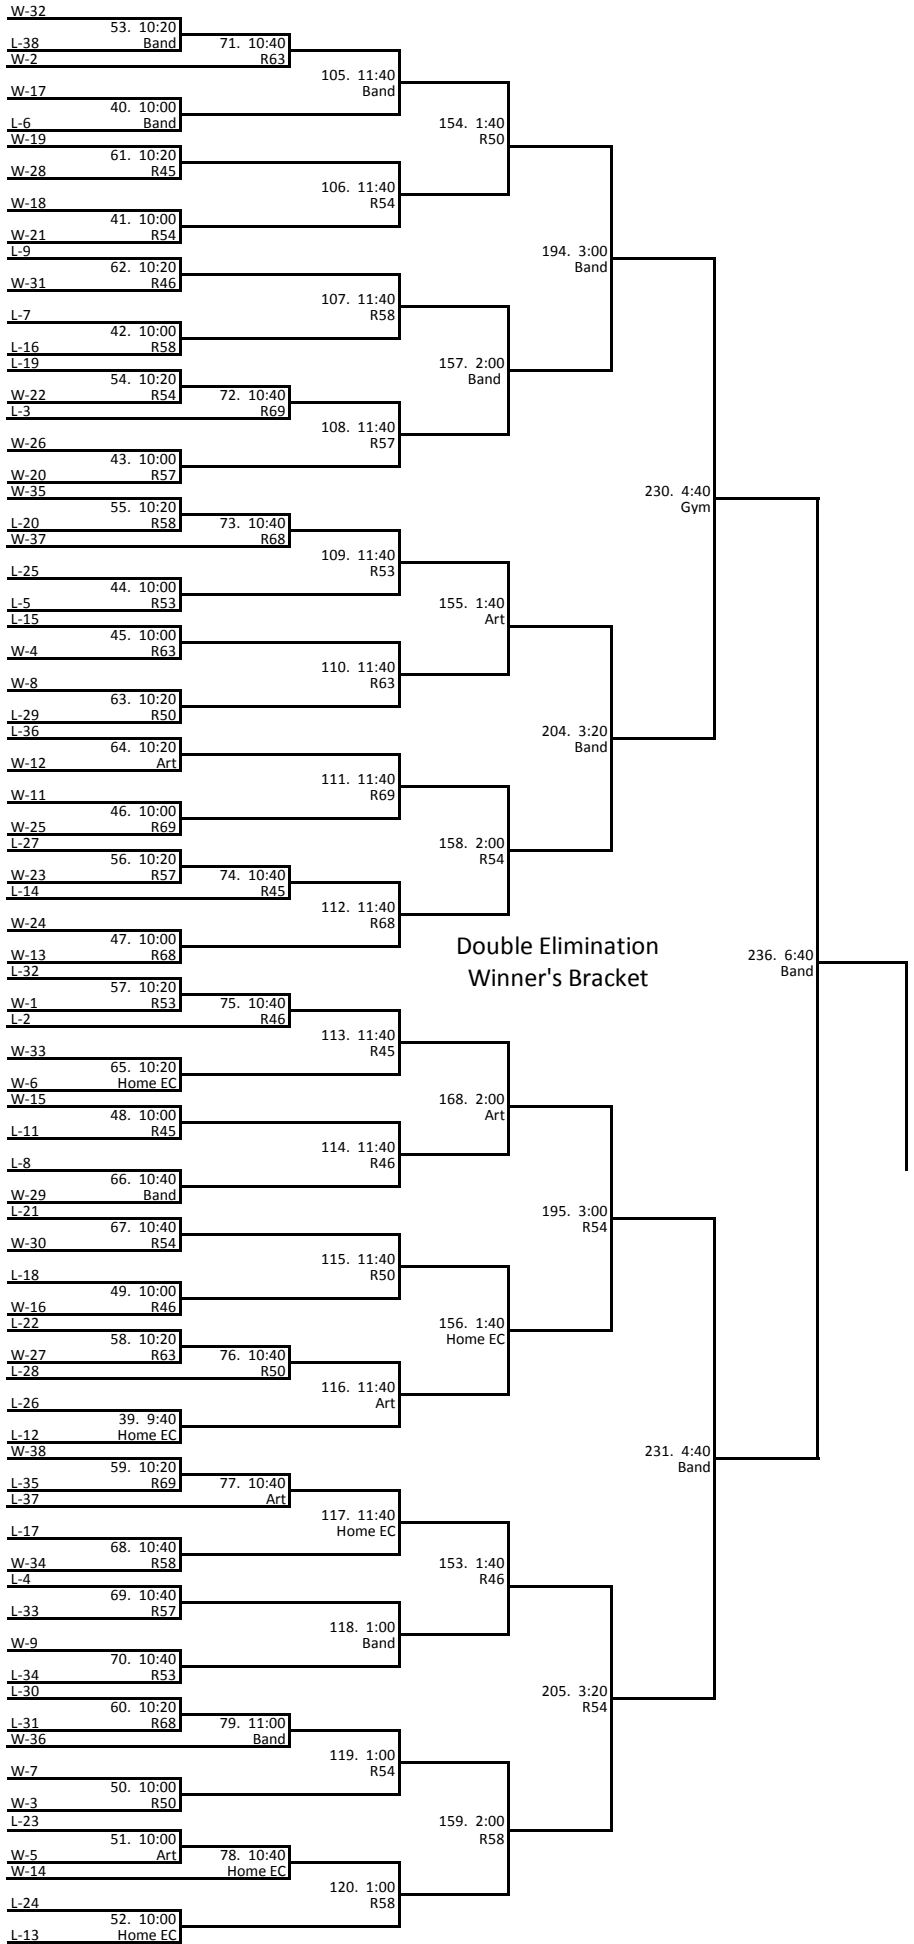 W-32
53. 10:20
L-38 Band 71. 10:40
W-2 R63
105. 11:40
W-17 Band
40. 10:00
L-6 Band 154. 1:40
W-19 R50
61. 10:20
W-28 R45
106. 11:40
W-18 R54
41. 10:00
W-21 R54
L-9 194. 3:00
62. 10:20 Band
W-31 R46
107. 11:40
L-7 R58
42. 10:00
L-16 R58
L-19 157. 2:00
54. 10:20 Band
W-22 R54 72. 10:40
L-3 R69
108. 11:40
W-26 R57
43. 10:00
W-20 R57
W-35 230. 4:40
55. 10:20 Gym
L-20 R58 73. 10:40
W-37 R68
109. 11:40
L-25 R53
44. 10:00
L-5 R53 155. 1:40
L-15 Art
45. 10:00
W-4 R63
110. 11:40
W-8 R63
63. 10:20
L-29 R50
L-36 204. 3:20
64. 10:20 Band
W-12 Art
111. 11:40
W-11 R69
46. 10:00
W-25 R69
L-27 158. 2:00
56. 10:20 R54
W-23 R57 74. 10:40
L-14 R45
112. 11:40
W-24 R68
47. 10:00 Double Elimination
W-13 R68 236. 6:40
L-32 Winner's Bracket Band
57. 10:20
W-1 R53 75. 10:40
L-2 R46
113. 11:40
W-33 R45
65. 10:20
W-6 Home EC
W-15 168. 2:00
48. 10:00 Art
L-11 R45
114. 11:40
L-8 R46
66. 10:40
W-29 Band
L-21 195. 3:00
67. 10:40 R54
W-30 R54
115. 11:40
L-18 R50
49. 10:00
W-16 R46
L-22 156. 1:40
58. 10:20 Home EC
W-27 R63 76. 10:40
L-28 R50
116. 11:40
L-26 Art
39. 9:40
L-12 Home EC
W-38 231. 4:40
59. 10:20 Band
L-35 R69 77. 10:40
L-37 Art
117. 11:40
L-17 Home EC
68. 10:40
W-34 R58 153. 1:40
L-4 R46
69. 10:40
L-33 R57
118. 1:00
W-9 Band
70. 10:40
L-34 R53
L-30 205. 3:20
60. 10:20 R54
L-31 R68 79. 11:00
W-36 Band
119. 1:00
W-7 R54
50. 10:00
W-3 R50
L-23 159. 2:00
51. 10:00 R58
W-5 Art 78. 10:40
W-14 Home EC
120. 1:00
L-24 R58
52. 10:00
L-13 Home EC